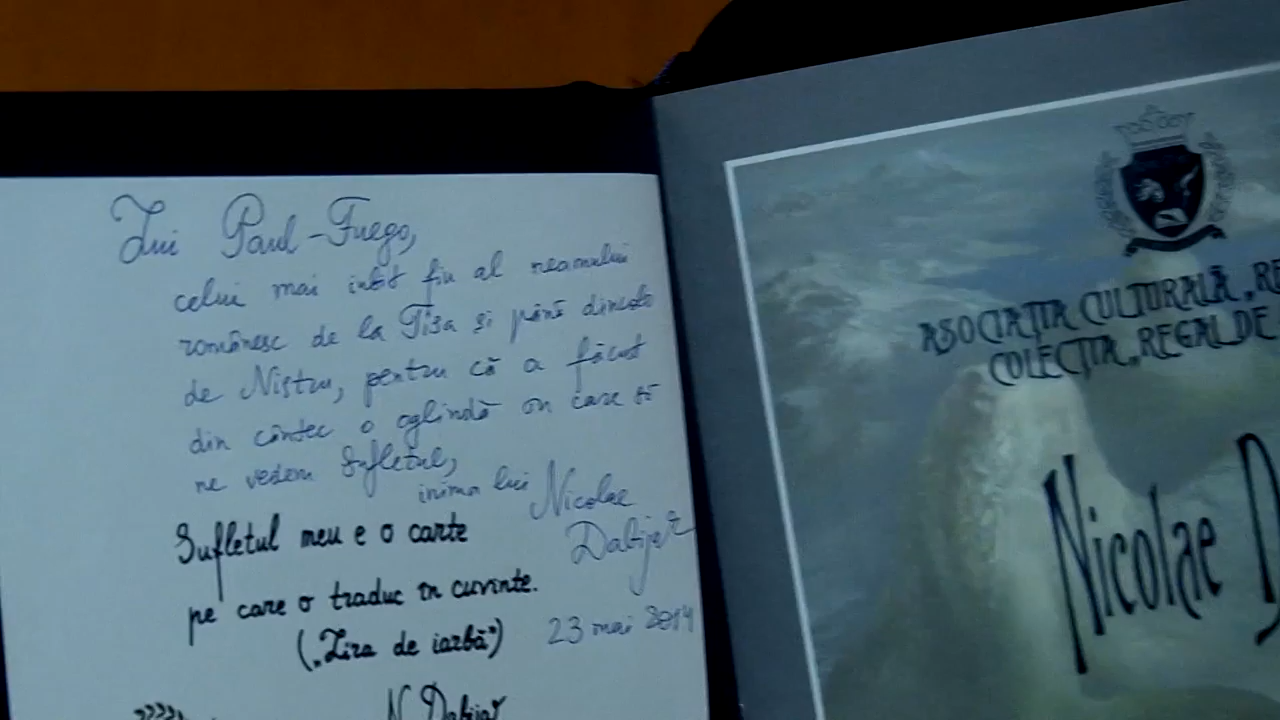 Lui Paul-Fuego,
celui mai iubit fiu al neamului
românesc de la Tisa și până dincolo
de Nistru, pentru că a făcut
din cântec o oglindă în care să
ne vedem sufletul,
inima lui Nicolae
Dabija
23 mai 2014
Sufletul meu e o carte
pe care o traduc în cuvinte.
(„Zira de iarbă”)
N. Dabija
ASOCIAȚIA CULTURALĂ „RE
COLECȚIA „REGAL DE
Nicolae D